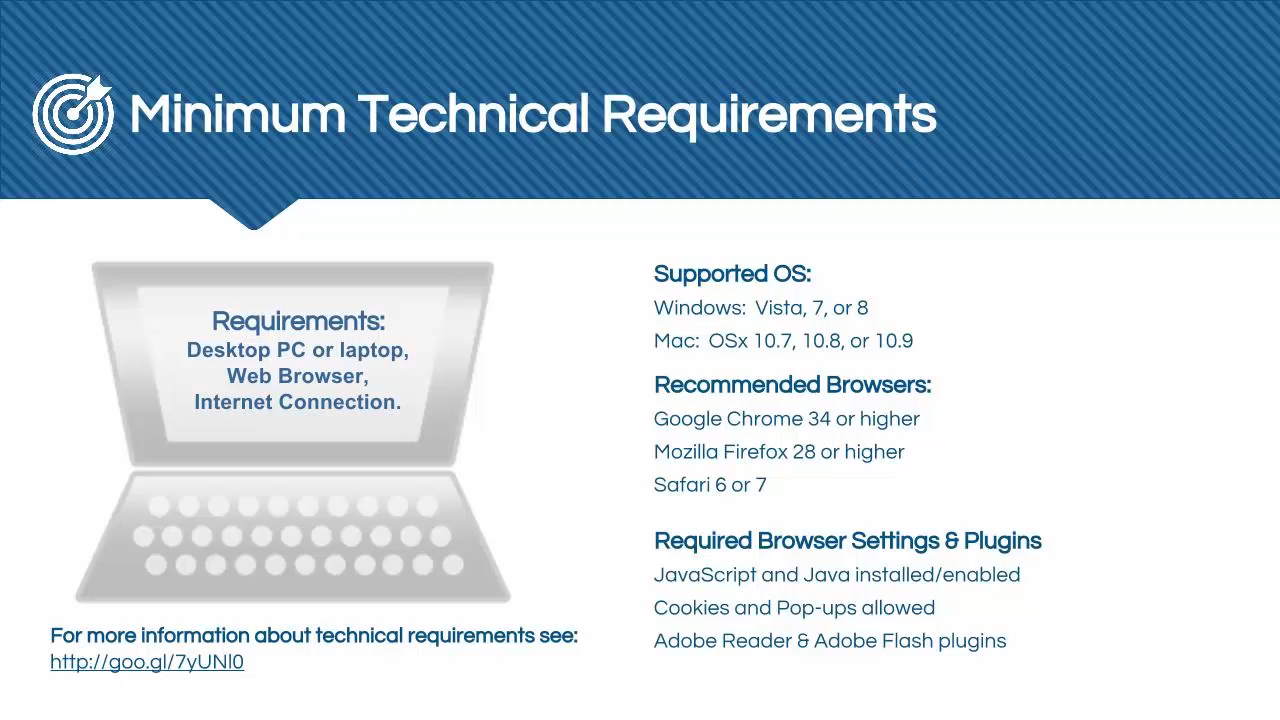 Minimum Technical Requirements
Requirements:
Desktop PC or laptop,
Web Browser,
Internet Connection.
For more information about technical requirements see:
http://goo.gl/7yUNl0
Supported OS:
Windows:  Vista, 7, or 8
Mac:  OSx 10.7, 10.8, or 10.9
Recommended Browsers:
Google Chrome 34 or higher
Mozilla Firefox 28 or higher
Safari 6 or 7
Required Browser Settings & Plugins
JavaScript and Java installed/enabled
Cookies and Pop-ups allowed
Adobe Reader & Adobe Flash plugins